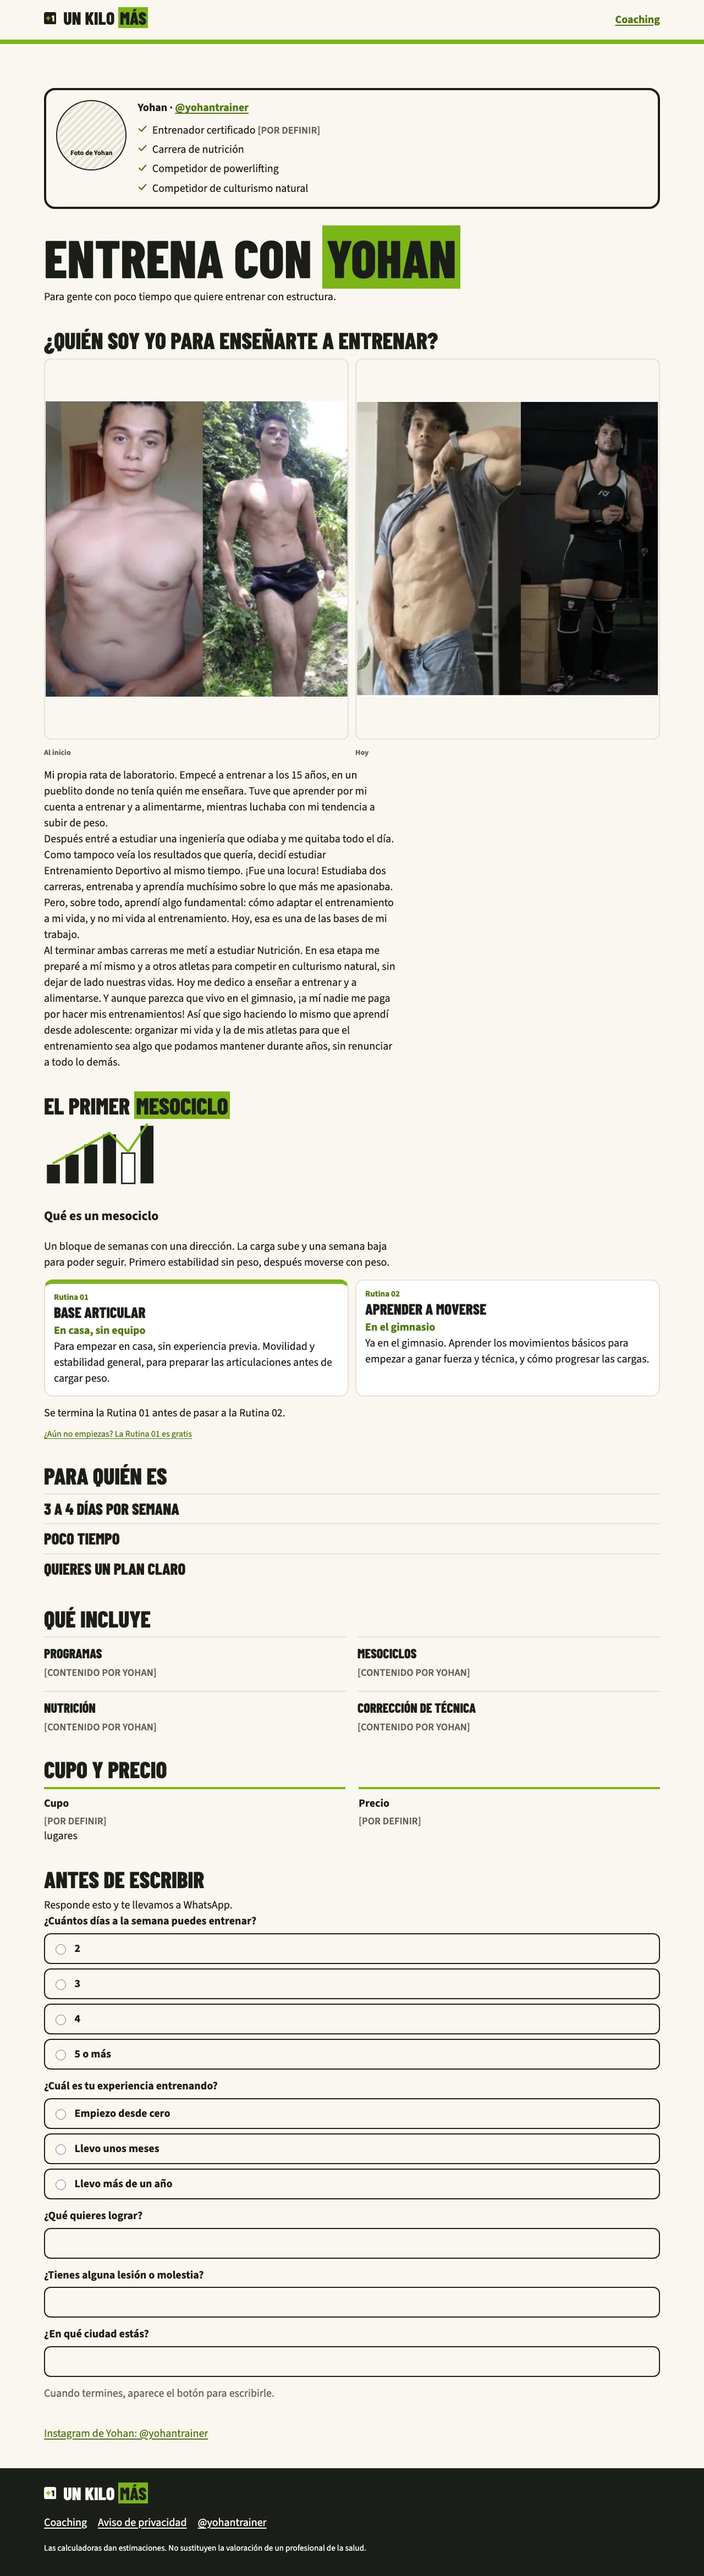 +1 UN KILO MÁS
Coaching
Foto de Yohan
Yohan · @yohantrainer
Entrenador certificado [POR DEFINIR]
Carrera de nutrición
Competidor de powerlifting
Competidor de culturismo natural
ENTRENA CON YOHAN
Para gente con poco tiempo que quiere entrenar con estructura.
¿QUIÉN SOY YO PARA ENSEÑARTE A ENTRENAR?
Al inicio
Hoy
Mi propia rata de laboratorio. Empecé a entrenar a los 15 años, en un
pueblito donde no tenía quién me enseñara. Tuve que aprender por mi
cuenta a entrenar y a alimentarme, mientras luchaba con mi tendencia a
subir de peso.
Después entré a estudiar una ingeniería que odiaba y me quitaba todo el día.
Como tampoco veía los resultados que quería, decidí estudiar
Entrenamiento Deportivo al mismo tiempo. ¡Fue una locura! Estudiaba dos
carreras, entrenaba y aprendía muchísimo sobre lo que más me apasionaba.
Pero, sobre todo, aprendí algo fundamental: cómo adaptar el entrenamiento
a mi vida, y no mi vida al entrenamiento. Hoy, esa es una de las bases de mi
trabajo.
Al terminar ambas carreras me metí a estudiar Nutrición. En esa etapa me
preparé a mí mismo y a otros atletas para competir en culturismo natural, sin
dejar de lado nuestras vidas. Hoy me dedico a enseñar a entrenar y a
alimentarse. Y aunque parezca que vivo en el gimnasio, ¡a mí nadie me paga
por hacer mis entrenamientos! Así que sigo haciendo lo mismo que aprendí
desde adolescente: organizar mi vida y la de mis atletas para que el
entrenamiento sea algo que podamos mantener durante años, sin renunciar
a todo lo demás.
EL PRIMER MESOCICLO
Qué es un mesociclo
Un bloque de semanas con una dirección. La carga sube y una semana baja
para poder seguir. Primero estabilidad sin peso, después moverse con peso.
Rutina 01
BASE ARTICULAR
En casa, sin equipo
Para empezar en casa, sin experiencia previa. Movilidad y
estabilidad general, para preparar las articulaciones antes de
cargar peso.
Rutina 02
APRENDER A MOVERSE
En el gimnasio
Ya en el gimnasio. Aprender los movimientos básicos para
empezar a ganar fuerza y técnica, y cómo progresar las cargas.
Se termina la Rutina 01 antes de pasar a la Rutina 02.
¿Aún no empiezas? La Rutina 01 es gratis
PARA QUIÉN ES
3 A 4 DÍAS POR SEMANA
POCO TIEMPO
QUIERES UN PLAN CLARO
QUÉ INCLUYE
PROGRAMAS
[CONTENIDO POR YOHAN]
MESOCICLOS
[CONTENIDO POR YOHAN]
NUTRICIÓN
[CONTENIDO POR YOHAN]
CORRECCIÓN DE TÉCNICA
[CONTENIDO POR YOHAN]
CUPO Y PRECIO
Cupo
[POR DEFINIR]
lugares
Precio
[POR DEFINIR]
ANTES DE ESCRIBIR
Responde esto y te llevamos a WhatsApp.
¿Cuántos días a la semana puedes entrenar?
2
3
4
5 o más
¿Cuál es tu experiencia entrenando?
Empiezo desde cero
Llevo unos meses
Llevo más de un año
¿Qué quieres lograr?
¿Tienes alguna lesión o molestia?
¿En qué ciudad estás?
Cuando termines, aparece el botón para escribirle.
Instagram de Yohan: @yohantrainer
+1 UN KILO MÁS
Coaching Aviso de privacidad @yohantrainer
Las calculadoras dan estimaciones. No sustituyen la valoración de un profesional de la salud.